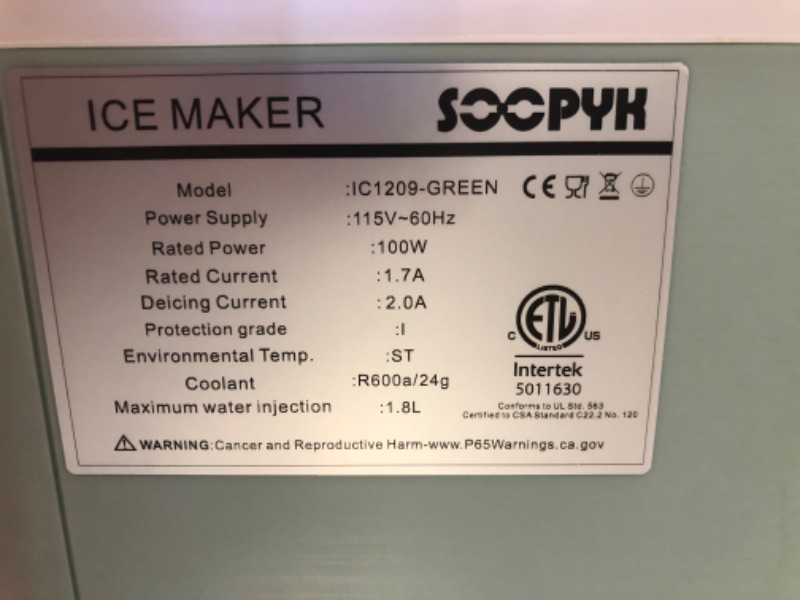 ICE MAKER SOOPYK
Model :IC1209-GREEN CE
Power Supply :115V~60Hz
Rated Power :100W
Rated Current :1.7A
Deicing Current :2.0A
Protection grade :I
Environmental Temp. :ST
Coolant :R600a/24g
Maximum water injection :1.8L
C ETL US
LISTED
Intertek
5011630
Conforms to UL Std. 563
Certified to CSA Standard C22.2 No. 120
WARNING:Cancer and Reproductive Harm-www.P65Warnings.ca.gov